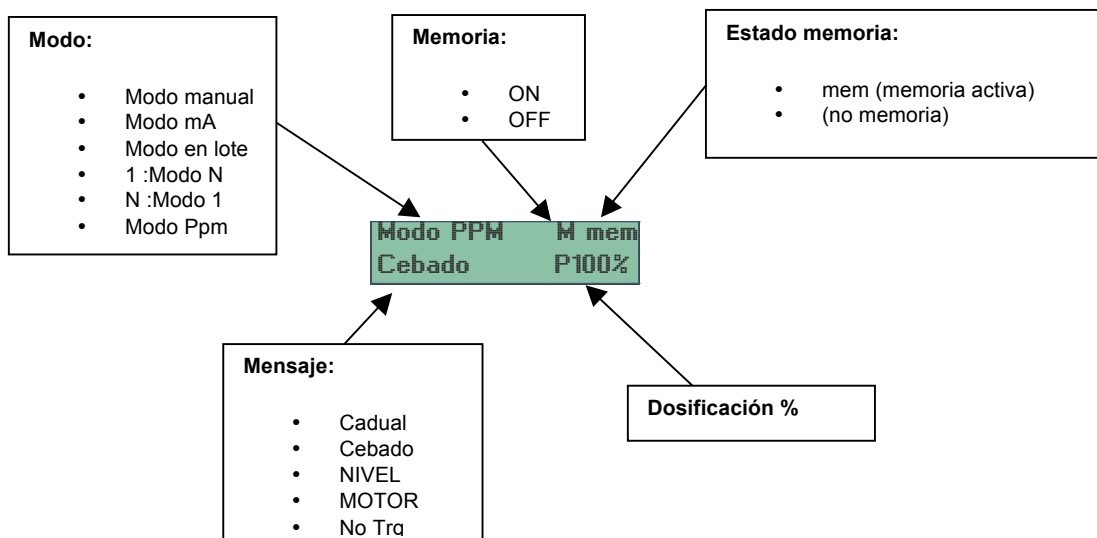 Modo:
• Modo manual
• Modo mA
• Modo en lote
• 1 :Modo N
• N :Modo 1
• Modo Ppm
Memoria:
• ON
• OFF
Estado memoria:
• mem (memoria activa)
• (no memoria)
Modo PPM M mem
Cebado P100%
Mensaje:
• Cadual
• Cebado
• NIVEL
• MOTOR
• No Trg
Dosificación %